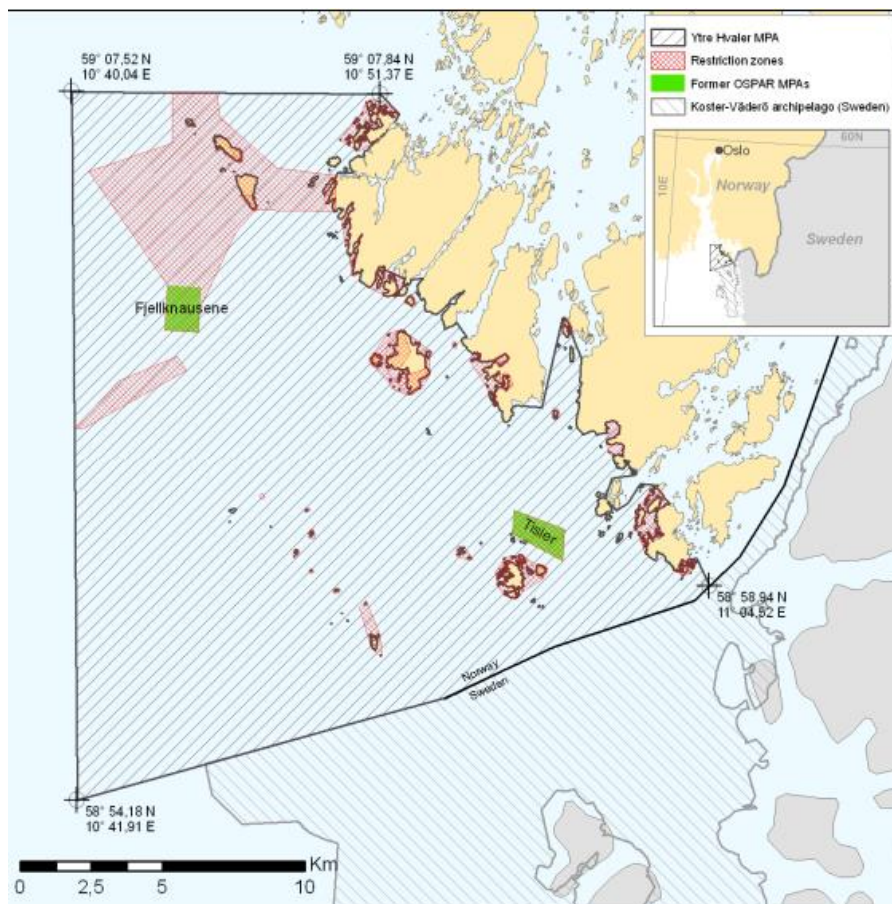 59° 07,52 N
10° 40,04 E
59° 07,84 N
10° 51,37 E
Ytre Hvaler MPA
Restriction zones
Former OSPAR MPAs
Koster-Väderö archipelago (Sweden)
60N
Oslo
10E
Norway
Sweden
Fjellknausene
Tisler
58° 58,94 N
11° 04,52 E
Norway
Sweden
58° 54,18 N
10° 41,91 E
Km
0 2,5 5 10